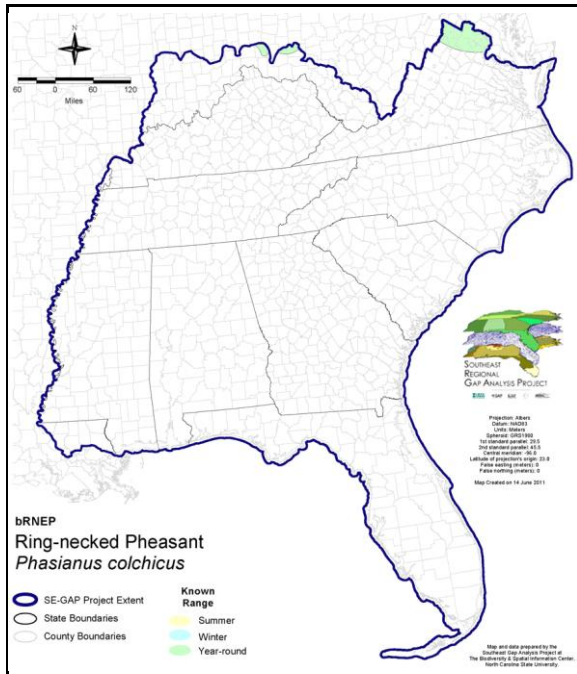 N
60 0 60 120
Miles
SOUTHEAST
REGIONAL
GAP ANALYSIS PROJECT
Projection: Albers
Datum: NAD83
Units: Meters
Spheroid: GRS1980
1st standard parallel: 29.5
2nd standard parallel: 45.5
Central meridian: -96.0
Latitude of projection's origin: 23.0
False easting (meters): 0
False northing (meters): 0
Map Created on 14 June 2011
bRNEP
Ring-necked Pheasant
Phasianus colchicus
SE-GAP Project Extent
State Boundaries
County Boundaries
Known
Range
Summer
Winter
Year-round
Map and data prepared by the
Southeast Gap Analysis Project at
The Biodiversity & Spatial Information Center,
North Carolina State University.